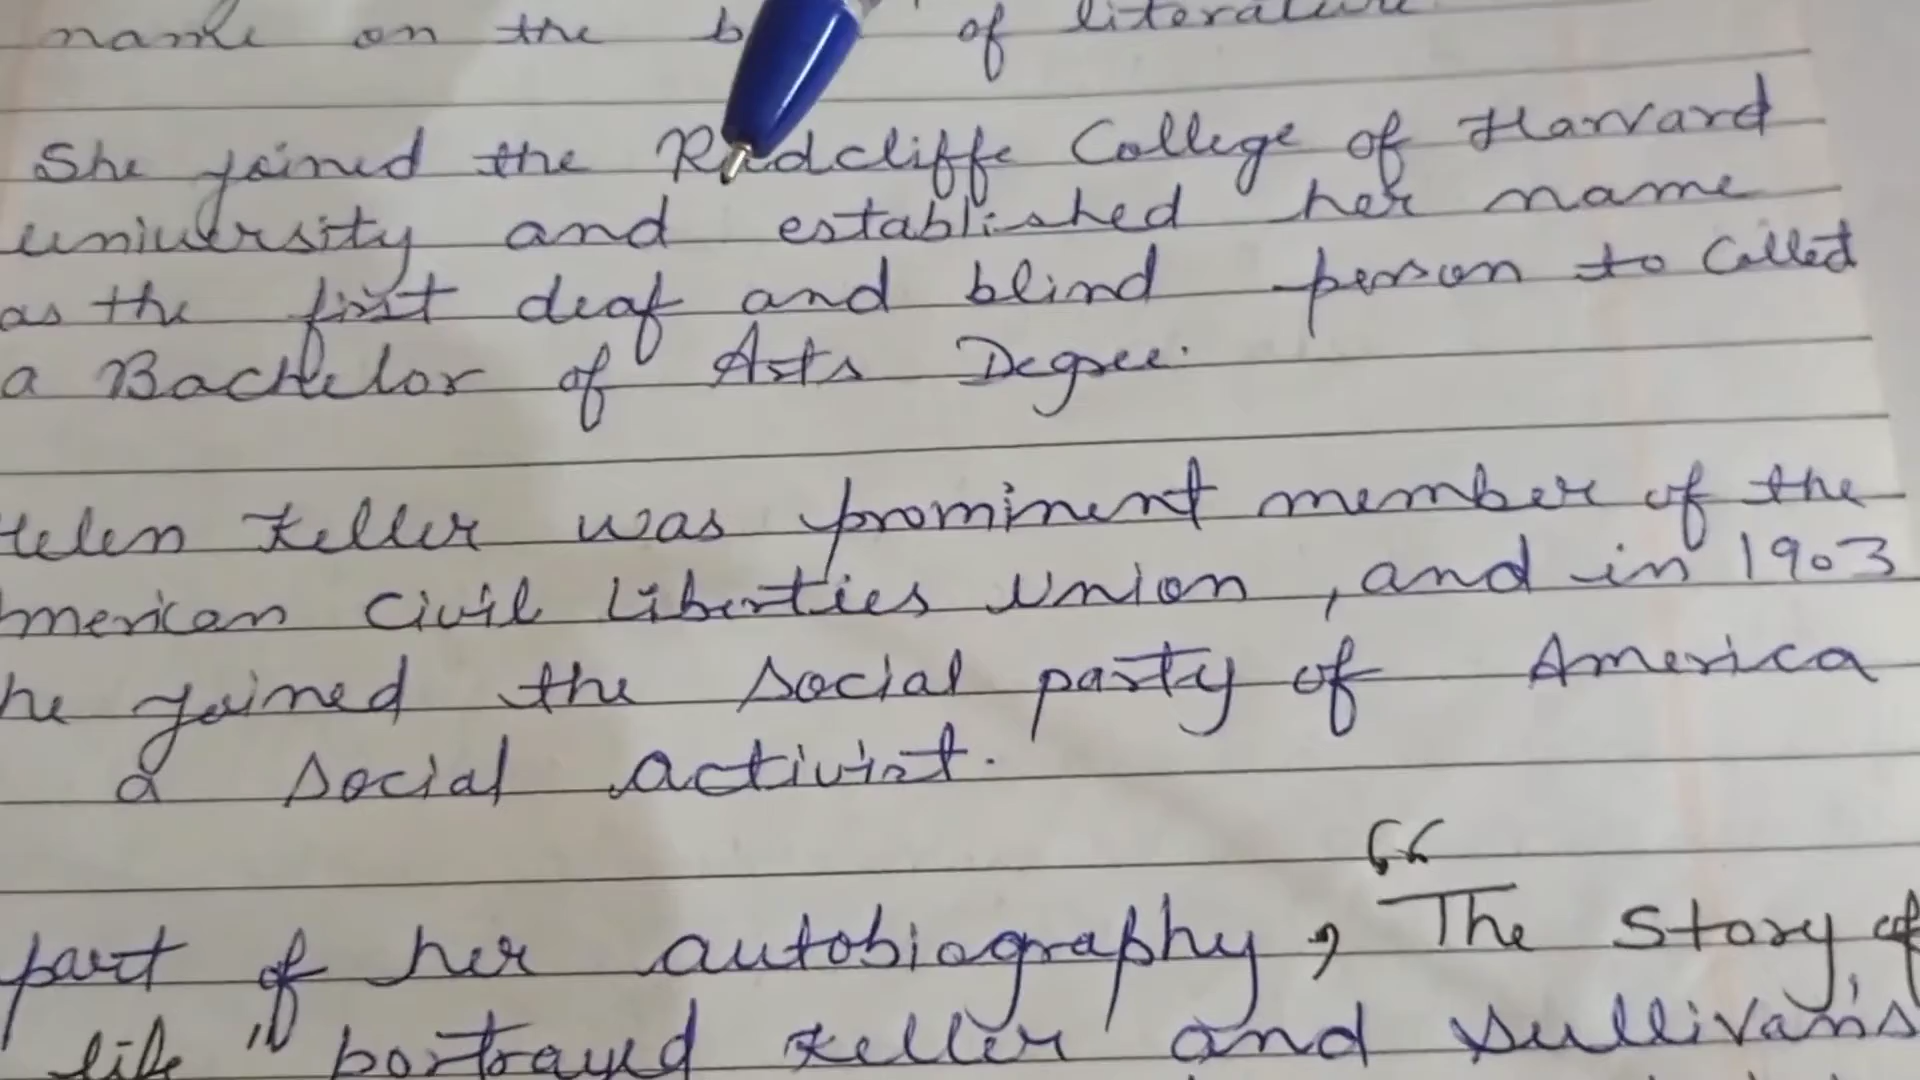 name on the of literature
She joined the Radcliffe College of Harvard
university and established her name
as the first deaf and blind person to Called
a Bachelor of Arts Degree.
Helen Keller was prominent member of the
merican Civil Liberties Union, and in 1903
he joined the social party of America
a social activist.
part of her autobiography, "The Story of
life" portrayed Keller and Sullivan's